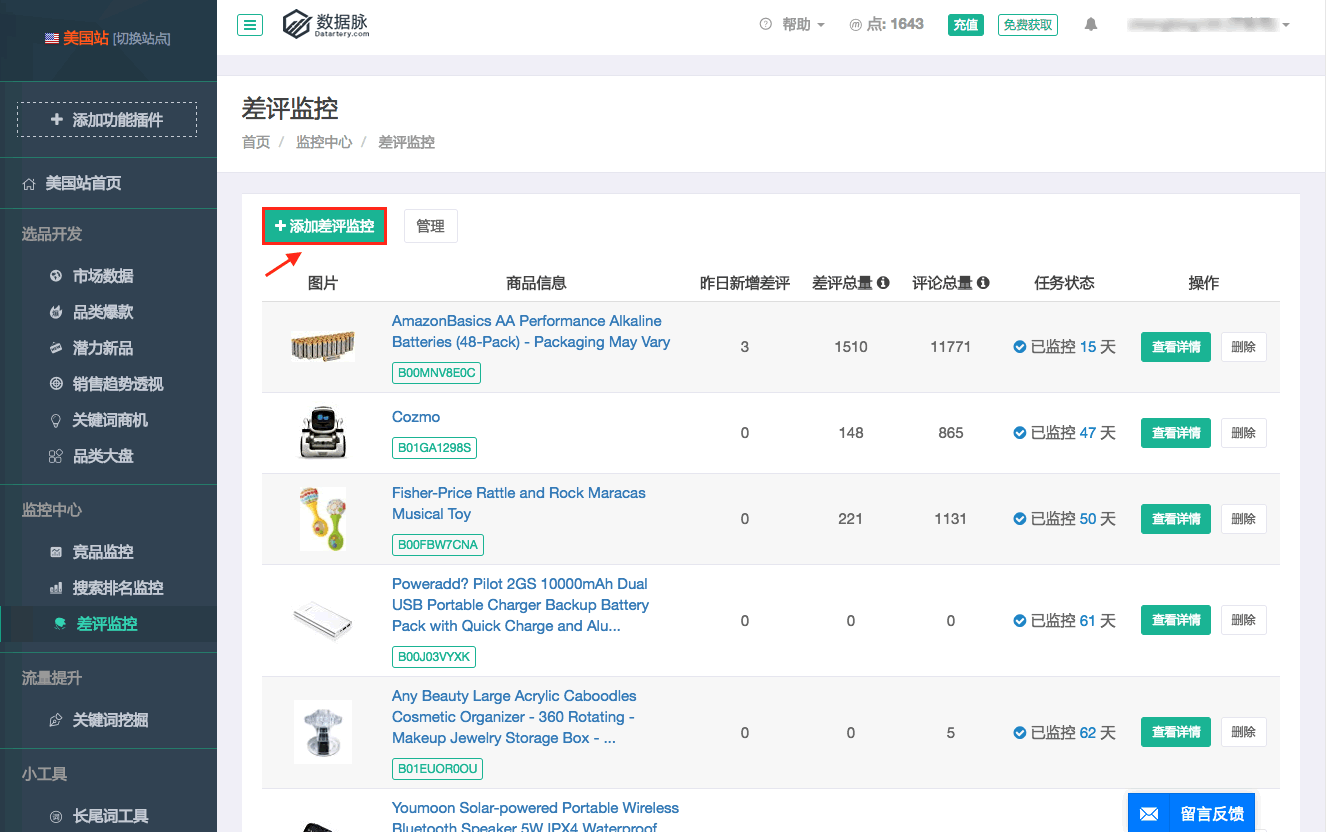 美国站 [切换站点]
数据脉
Datartery.com
帮助
点: 1643
充值
免费获取
添加功能插件
美国站首页
选品开发
市场数据
品类爆款
潜力新品
销售趋势透视
关键词商机
品类大盘
监控中心
竞品监控
搜索排名监控
差评监控
流量提升
关键词挖掘
小工具
长尾词工具
差评监控
首页 / 监控中心 / 差评监控
+ 添加差评监控
管理
图片 商品信息 昨日新增差评 差评总量 评论总量 任务状态 操作
AmazonBasics AA Performance Alkaline
Batteries (48-Pack) - Packaging May Vary
B00MNV8E0C
3 1510 11771 已监控 15 天 查看详情 删除
Cozmo
B01GA1298S
0 148 865 已监控 47 天 查看详情 删除
Fisher-Price Rattle and Rock Maracas
Musical Toy
B00FBW7CNA
0 221 1131 已监控 50 天 查看详情 删除
Poweradd? Pilot 2GS 10000mAh Dual
USB Portable Charger Backup Battery
Pack with Quick Charge and Alu...
B00J03VYXK
0 0 0 已监控 61 天 查看详情 删除
Any Beauty Large Acrylic Caboodles
Cosmetic Organizer - 360 Rotating -
Makeup Jewelry Storage Box - ...
B01EUOR0OU
0 0 5 已监控 62 天 查看详情 删除
Youmoon Solar-powered Portable Wireless
Bluetooth Speaker 5W IPX4 Waterproof
留言反馈